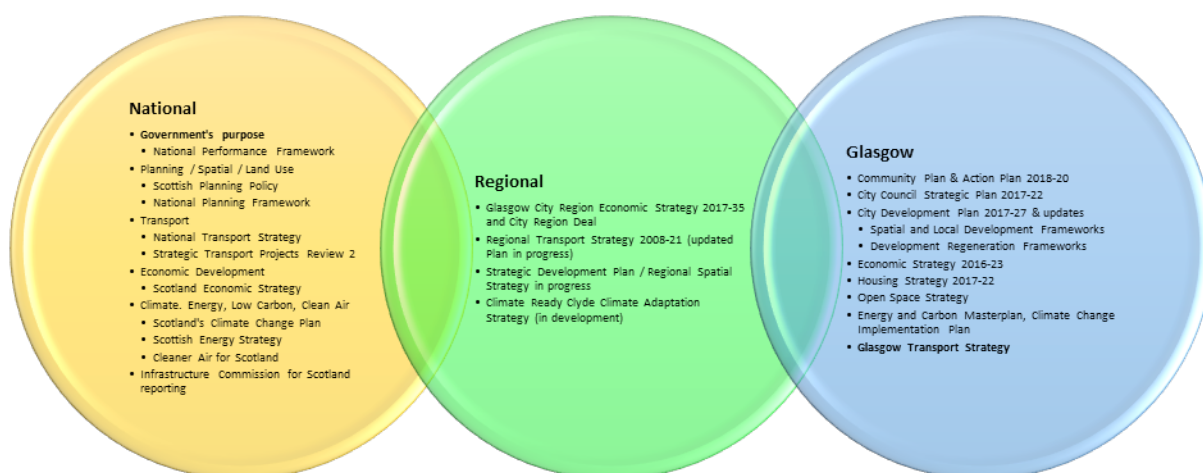 National
• Government's purpose
• National Performance Framework
• Planning / Spatial / Land Use
• Scottish Planning Policy
• National Planning Framework
• Transport
• National Transport Strategy
• Strategic Transport Projects Review 2
• Economic Development
• Scotland Economic Strategy
• Climate. Energy, Low Carbon, Clean Air
• Scotland's Climate Change Plan
• Scottish Energy Strategy
• Cleaner Air for Scotland
• Infrastructure Commission for Scotland
reporting
Regional
• Glasgow City Region Economic Strategy 2017-35
and City Region Deal
• Regional Transport Strategy 2008-21 (updated
Plan in progress)
• Strategic Development Plan / Regional Spatial
Strategy in progress
• Climate Ready Clyde Climate Adaptation
Strategy (in development)
Glasgow
• Community Plan & Action Plan 2018-20
• City Council Strategic Plan 2017-22
• City Development Plan 2017-27 & updates
• Spatial and Local Development Frameworks
• Development Regeneration Frameworks
• Economic Strategy 2016-23
• Housing Strategy 2017-22
• Open Space Strategy
• Energy and Carbon Masterplan, Climate Change
Implementation Plan
• Glasgow Transport Strategy